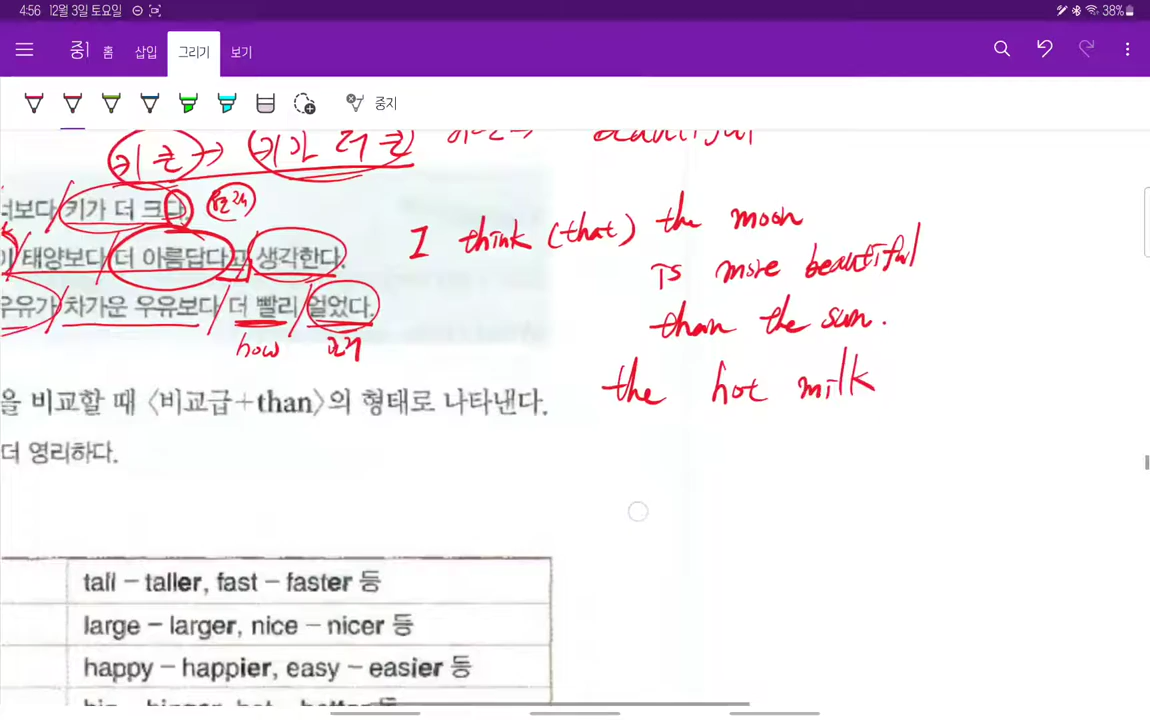 4:56 12월 3일 토요일 38%
중1 홈 삽입 그리기 보기
중지
키 큰 → 키가 더 큰 beautiful
너보다 키가 더 크다.
태양보다 더 아름답다고 생각한다.
우유가 차가운 우유보다 더 빨리 얼었다.
how 과거
I think (that) the moon
is more beautiful
than the sun.
the hot milk
을 비교할 때 〈비교급+than〉의 형태로 나타낸다.
더 영리하다.
tall – taller, fast – faster 등
large – larger, nice – nicer 등
happy – happier, easy – easier 등